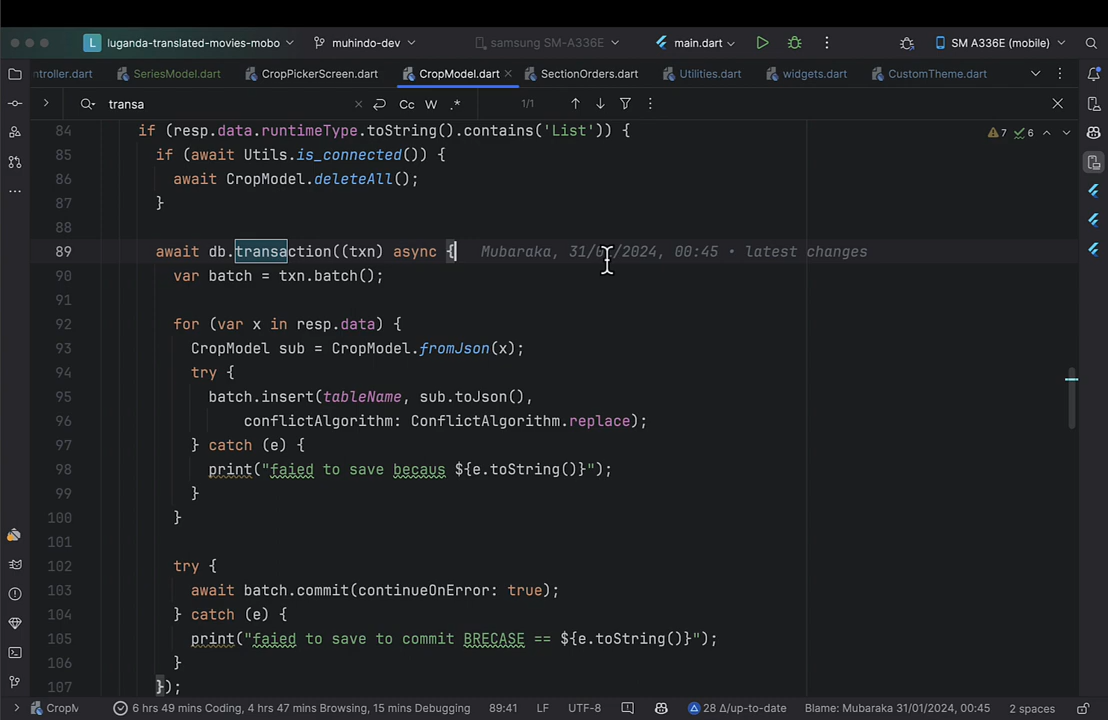 L luganda-translated-movies-mobo muhindo-dev samsung SM-A336E main.dart SM A336E (mobile)
ntroller.dart SeriesModel.dart CropPickerScreen.dart CropModel.dart SectionOrders.dart Utilities.dart widgets.dart CustomTheme.dart
transa Cc W .* 1/1
84 if (resp.data.runtimeType.toString().contains('List')) { 7 6
85 if (await Utils.is_connected()) {
86 await CropModel.deleteAll();
87 }
88
89 await db.transaction((txn) async { Mubaraka, 31/01/2024, 00:45 • latest changes
90 var batch = txn.batch();
91
92 for (var x in resp.data) {
93 CropModel sub = CropModel.fromJson(x);
94 try {
95 batch.insert(tableName, sub.toJson(),
96 conflictAlgorithm: ConflictAlgorithm.replace);
97 } catch (e) {
98 print("faied to save becaus ${e.toString()}");
99 }
100 }
101
102 try {
103 await batch.commit(continueOnError: true);
104 } catch (e) {
105 print("faied to save to commit BRECASE == ${e.toString()}");
106 }
107 });
CropM 6 hrs 49 mins Coding, 4 hrs 47 mins Browsing, 15 mins Debugging 89:41 LF UTF-8 28 Δ/up-to-date Blame: Mubaraka 31/01/2024, 00:45 2 spaces